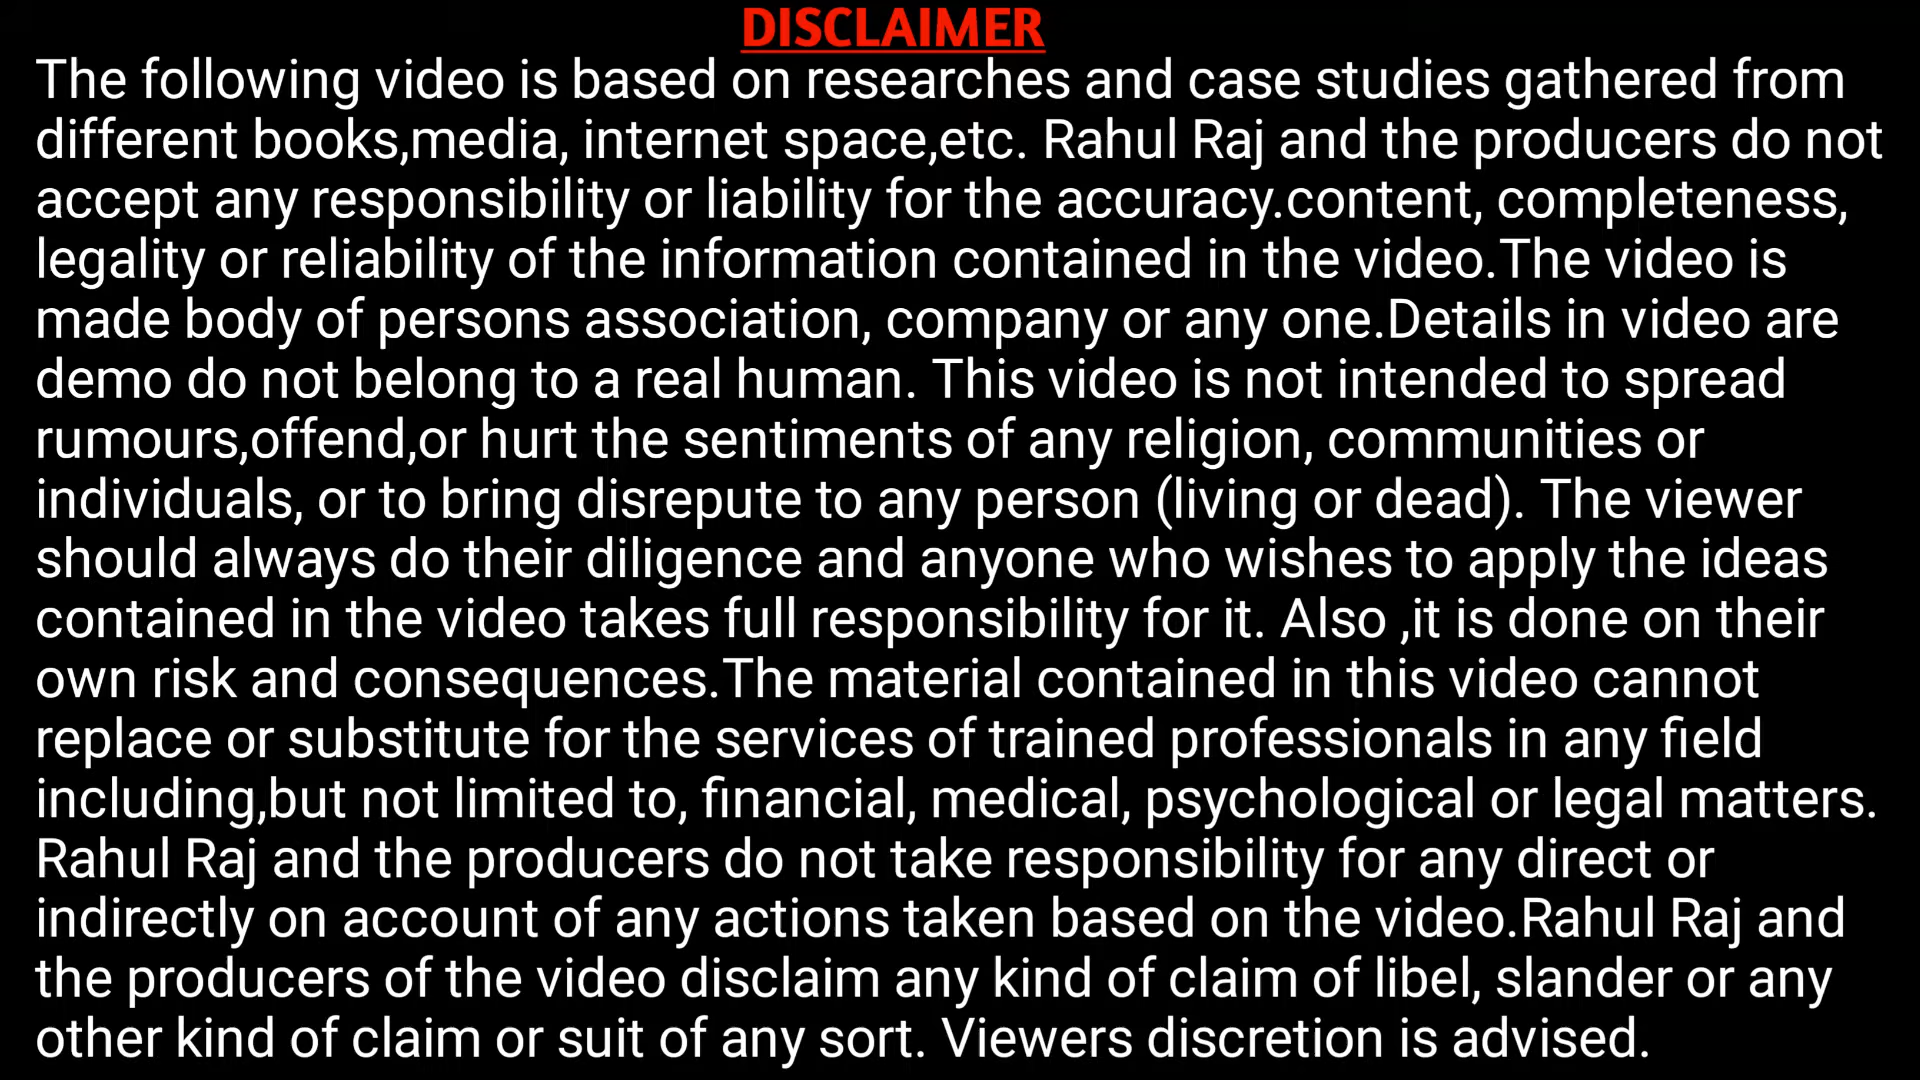 DISCLAIMER
The following video is based on researches and case studies gathered from
different books,media, internet space,etc. Rahul Raj and the producers do not
accept any responsibility or liability for the accuracy.content, completeness,
legality or reliability of the information contained in the video.The video is
made body of persons association, company or any one.Details in video are
demo do not belong to a real human. This video is not intended to spread
rumours,offend,or hurt the sentiments of any religion, communities or
individuals, or to bring disrepute to any person (living or dead). The viewer
should always do their diligence and anyone who wishes to apply the ideas
contained in the video takes full responsibility for it. Also ,it is done on their
own risk and consequences.The material contained in this video cannot
replace or substitute for the services of trained professionals in any field
including,but not limited to, financial, medical, psychological or legal matters.
Rahul Raj and the producers do not take responsibility for any direct or
indirectly on account of any actions taken based on the video.Rahul Raj and
the producers of the video disclaim any kind of claim of libel, slander or any
other kind of claim or suit of any sort. Viewers discretion is advised.